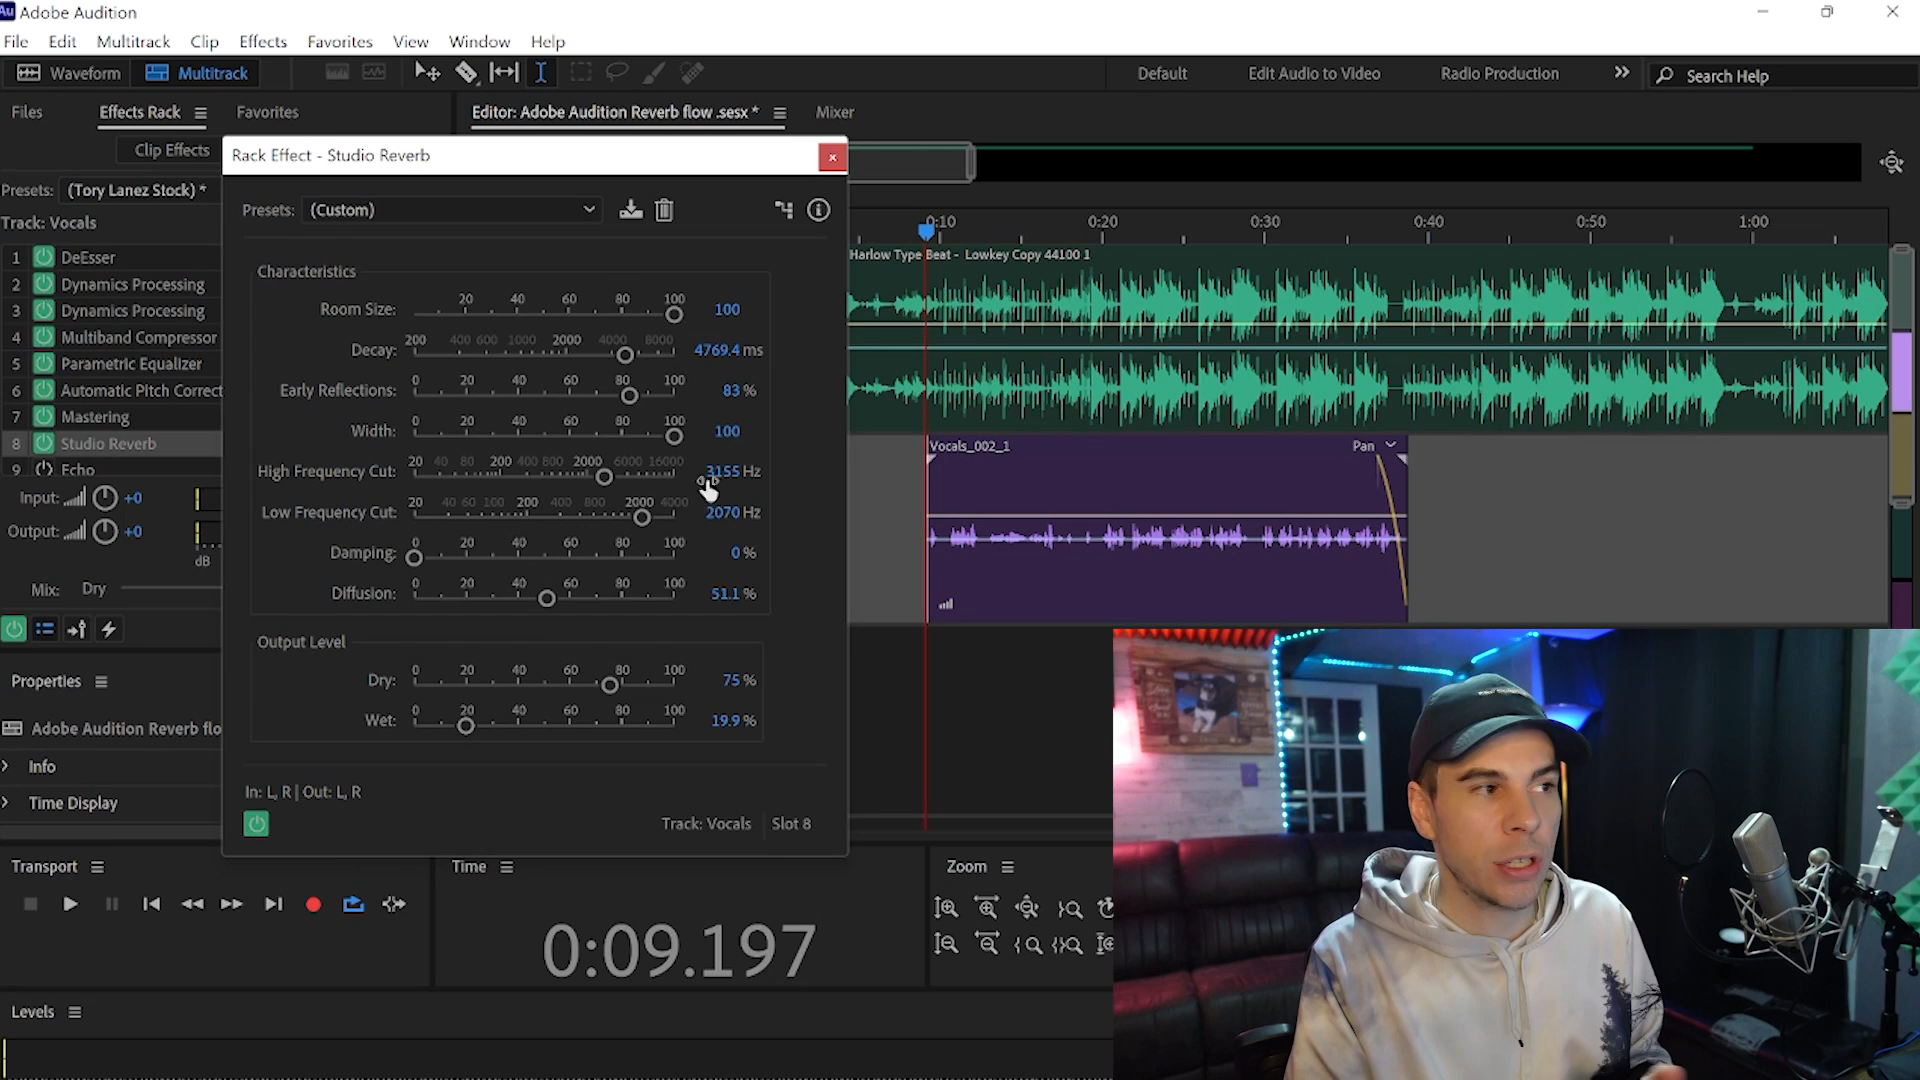 Au Adobe Audition
File Edit Multitrack Clip Effects Favorites View Window Help
Waveform Multitrack Default Edit Audio to Video Radio Production Search Help
Files Effects Rack Favorites Editor: Adobe Audition Reverb flow .sesx * Mixer
Clip Effects
Rack Effect - Studio Reverb
Presets: (Tory Lanez Stock) *
Track: Vocals
1 DeEsser
2 Dynamics Processing
3 Dynamics Processing
4 Multiband Compressor
5 Parametric Equalizer
6 Automatic Pitch Correct
7 Mastering
8 Studio Reverb
9 Echo
Input: +0
Output: +0
dB
Mix: Dry
Properties
Adobe Audition Reverb flo
Info
Time Display
Presets: (Custom)
Characteristics
20 40 60 80 100
Room Size: 100
200 400 600 1000 2000 4000 8000
Decay: 4769.4 ms
0 20 40 60 80 100
Early Reflections: 83 %
0 20 40 60 80 100
Width: 100
20 40 80 200 400 800 2000 6000 16000
High Frequency Cut: 3155 Hz
20 40 60 100 200 400 800 2000 4000
Low Frequency Cut: 2070 Hz
0 20 40 60 80 100
Damping: 0 %
0 20 40 60 80 100
Diffusion: 51.1 %
Output Level
0 20 40 60 80 100
Dry: 75 %
0 20 40 60 80 100
Wet: 19.9 %
In: L, R | Out: L, R
Track: Vocals Slot 8
0:10 0:20 0:30 0:40 0:50 1:00
Harlow Type Beat - Lowkey Copy 44100 1
Vocals_002_1 Pan
Transport
Time
0:09.197
Zoom
Levels